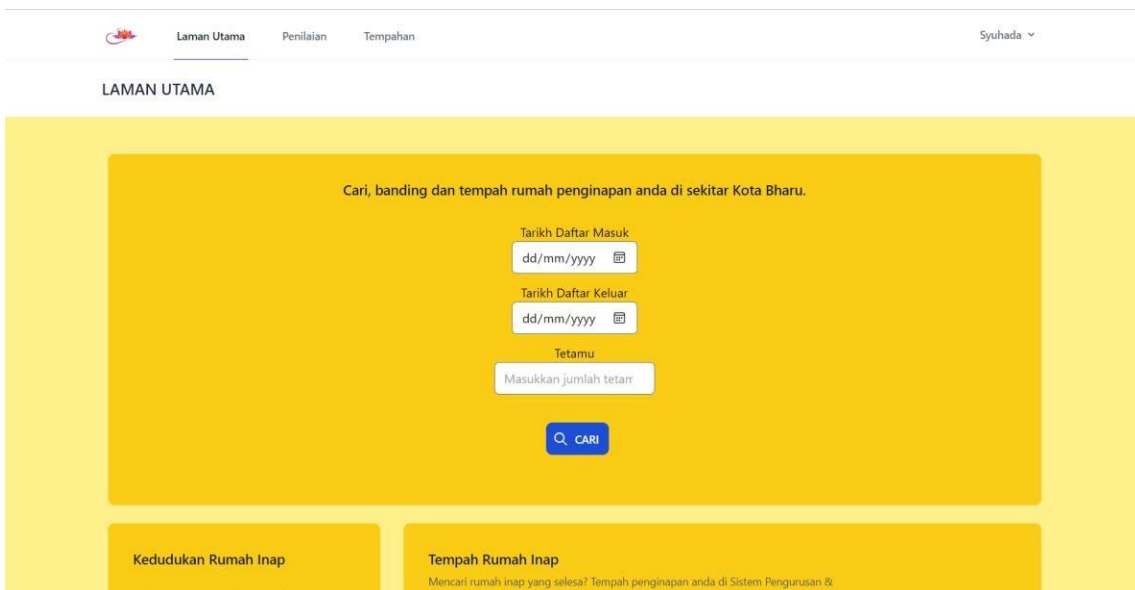 Laman Utama Penilaian Tempahan Syuhada
LAMAN UTAMA
Cari, banding dan tempah rumah penginapan anda di sekitar Kota Bharu.
Tarikh Daftar Masuk
dd/mm/yyyy
Tarikh Daftar Keluar
dd/mm/yyyy
Tetamu
Masukkan jumlah tetam
CARI
Kedudukan Rumah Inap
Tempah Rumah Inap
Mencari rumah inap yang selesa? Tempah penginapan anda di Sistem Pengurusan &